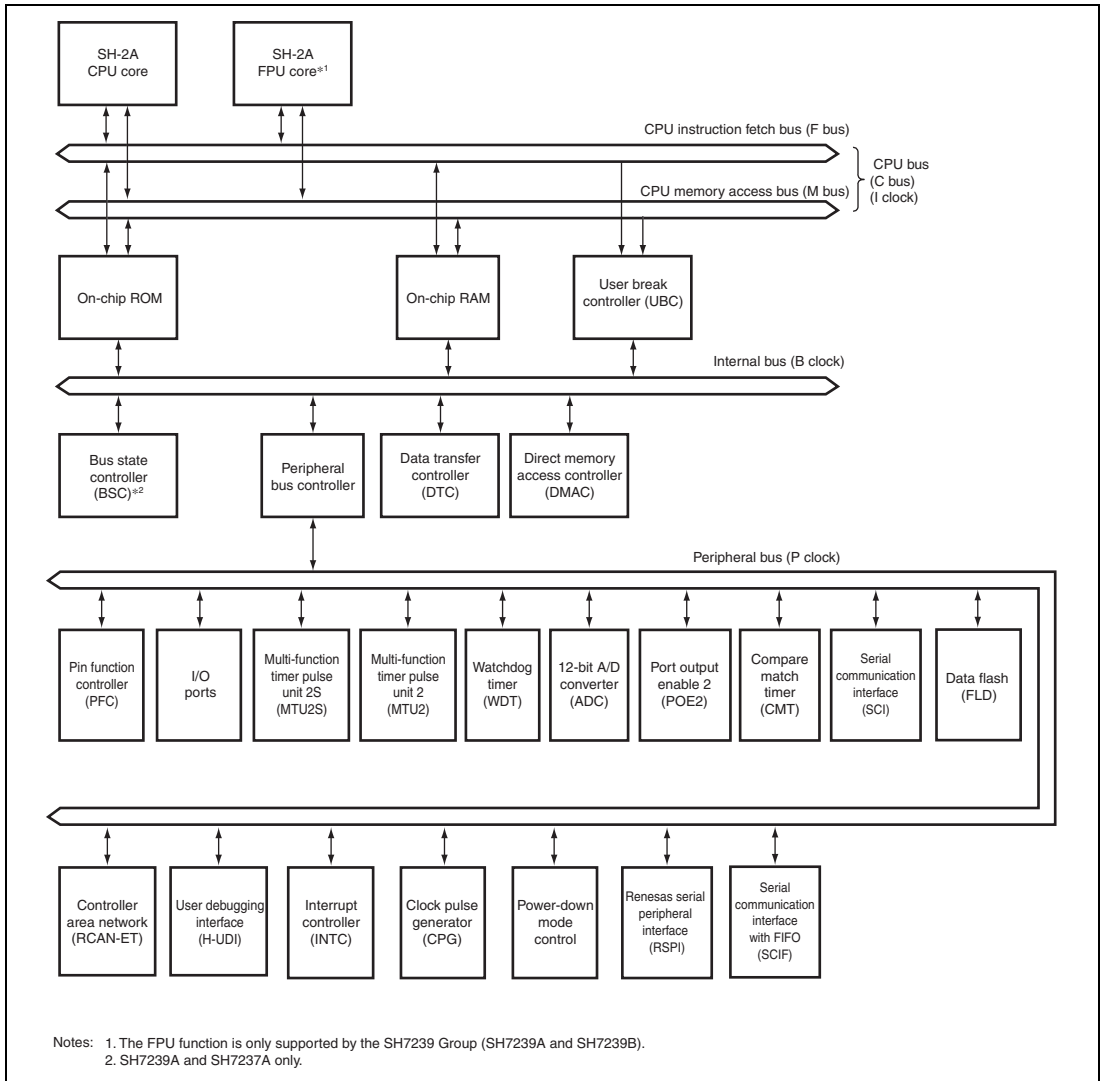 SH-2A
CPU core
SH-2A
FPU core*1
CPU instruction fetch bus (F bus)
CPU bus
(C bus)
(I clock)
CPU memory access bus (M bus)
On-chip ROM
On-chip RAM
User break
controller (UBC)
Internal bus (B clock)
Bus state
controller
(BSC)*2
Peripheral
bus controller
Data transfer
controller
(DTC)
Direct memory
access controller
(DMAC)
Peripheral bus (P clock)
Pin function
controller
(PFC)
I/O
ports
Multi-function
timer pulse
unit 2S
(MTU2S)
Multi-function
timer pulse
unit 2
(MTU2)
Watchdog
timer
(WDT)
12-bit A/D
converter
(ADC)
Port output
enable 2
(POE2)
Compare
match
timer
(CMT)
Serial
communication
interface
(SCI)
Data flash
(FLD)
Controller
area network
(RCAN-ET)
User debugging
interface
(H-UDI)
Interrupt
controller
(INTC)
Clock pulse
generator
(CPG)
Power-down
mode
control
Renesas serial
peripheral
interface
(RSPI)
Serial
communication
interface
with FIFO
(SCIF)
Notes: 1. The FPU function is only supported by the SH7239 Group (SH7239A and SH7239B).
2. SH7239A and SH7237A only.